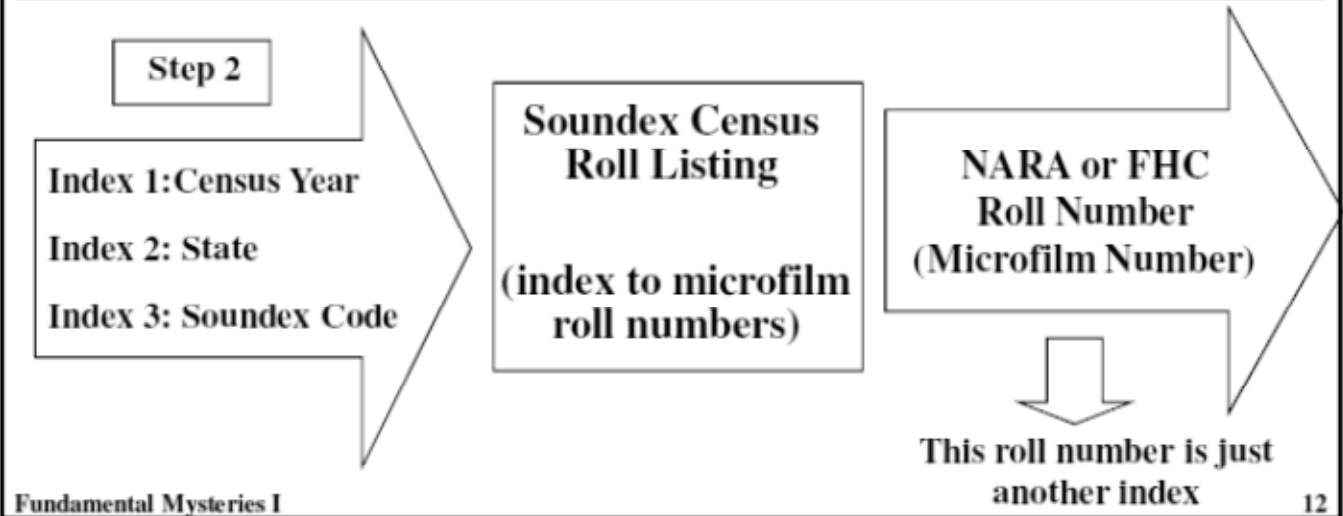 Step 2
Index 1:Census Year
Index 2: State
Index 3: Soundex Code
Soundex Census
Roll Listing
(index to microfilm
roll numbers)
NARA or FHC
Roll Number
(Microfilm Number)
This roll number is just
another index
Fundamental Mysteries I
12